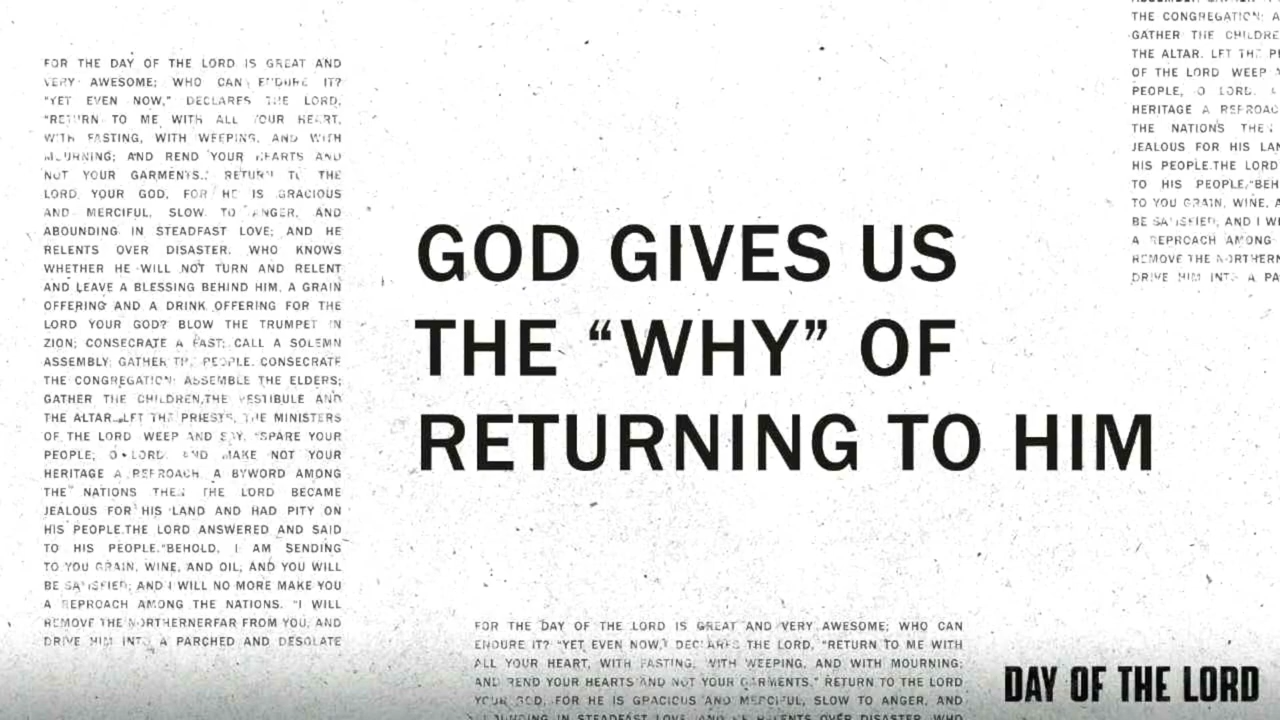 FOR THE DAY OF THE LORD IS GREAT AND
VERY AWESOME; WHO CAN ENDURE IT?
"YET EVEN NOW," DECLARES THE LORD,
"RETURN TO ME WITH ALL YOUR HEART,
WITH FASTING, WITH WEEPING, AND WITH
MOURNING; AND REND YOUR HEARTS AND
NOT YOUR GARMENTS." RETURN TO THE
LORD YOUR GOD, FOR HE IS GRACIOUS
AND MERCIFUL, SLOW TO ANGER, AND
ABOUNDING IN STEADFAST LOVE; AND HE
RELENTS OVER DISASTER. WHO KNOWS
WHETHER HE WILL NOT TURN AND RELENT
AND LEAVE A BLESSING BEHIND HIM, A GRAIN
OFFERING AND A DRINK OFFERING FOR THE
LORD YOUR GOD? BLOW THE TRUMPET IN
ZION; CONSECRATE A FAST; CALL A SOLEMN
ASSEMBLY; GATHER THE PEOPLE. CONSECRATE
THE CONGREGATION; ASSEMBLE THE ELDERS;
GATHER THE CHILDREN,THE VESTIBULE AND
THE ALTAR. LET THE PRIESTS, THE MINISTERS
OF THE LORD WEEP AND SAY, "SPARE YOUR
PEOPLE, O LORD, AND MAKE NOT YOUR
HERITAGE A REPROACH, A BYWORD AMONG
THE NATIONS THE LORD BECAME
JEALOUS FOR HIS LAND AND HAD PITY ON
HIS PEOPLE.THE LORD ANSWERED AND SAID
TO HIS PEOPLE,"BEHOLD, I AM SENDING
TO YOU GRAIN, WINE, AND OIL, AND YOU WILL
BE SATISFIED; AND I WILL NO MORE MAKE YOU
A REPROACH AMONG THE NATIONS. "I WILL
REMOVE THE NORTHERNERFAR FROM YOU, AND
DRIVE HIM INTO A PARCHED AND DESOLATE
GOD GIVES US
THE “WHY” OF
RETURNING TO HIM
THE CONGREGATION; A
GATHER THE CHILDRE
THE ALTAR. LET THE P
OF THE LORD WEEP
PEOPLE, O LORD,
HERITAGE A REPROAC
THE NATIONS
JEALOUS FOR HIS LAN
HIS PEOPLE.THE LORD
TO HIS PEOPLE,"BEH
TO YOU GRAIN, WINE, A
BE SATISFIED; AND I W
A REPROACH AMONG
REMOVE THE NORTHERN
DRIVE HIM INTO A PA
FOR THE DAY OF THE LORD IS GREAT AND VERY AWESOME; WHO CAN
ENDURE IT? "YET EVEN NOW," DECLARES THE LORD, "RETURN TO ME WITH
ALL YOUR HEART, WITH FASTING, WITH WEEPING, AND WITH MOURNING;
AND REND YOUR HEARTS AND NOT YOUR GARMENTS." RETURN TO THE LORD
YOUR GOD, FOR HE IS GRACIOUS AND MERCIFUL, SLOW TO ANGER, AND
IN STEADFAST LOVE; AND HE RELENTS OVER DISASTER. WHO
DAY OF THE LORD